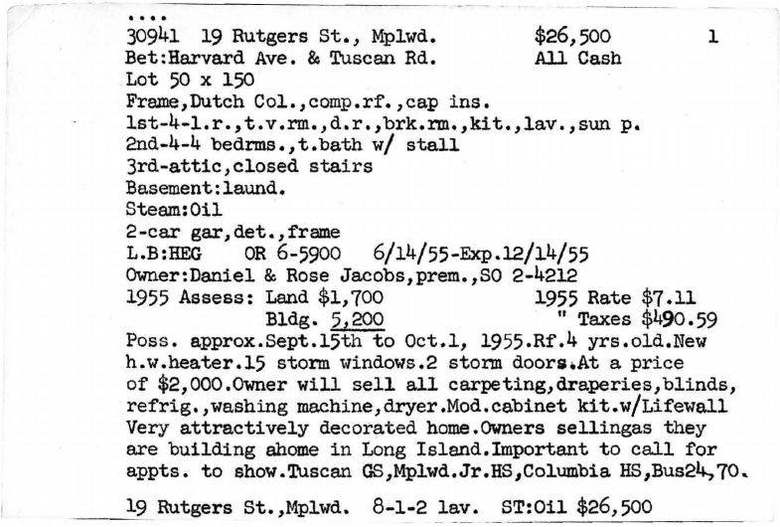 ....
30941 19 Rutgers St., Mplwd. $26,500 1
Bet:Harvard Ave. & Tuscan Rd. All Cash
Lot 50 x 150
Frame,Dutch Col.,comp.rf.,cap ins.
1st-4-l.r.,t.v.rm.,d.r.,brk.rm.,kit.,lav.,sun p.
2nd-4-4 bedrms.,t.bath w/ stall
3rd-attic,closed stairs
Basement:laund.
Steam:Oil
2-car gar,det.,frame
L.B:HEG OR 6-5900 6/14/55-Exp.12/14/55
Owner:Daniel & Rose Jacobs,prem.,SO 2-4212
1955 Assess: Land $1,700 1955 Rate $7.11
Bldg. 5,200 " Taxes $490.59
Poss. approx.Sept.15th to Oct.1, 1955.Rf.4 yrs.old.New
h.w.heater.15 storm windows.2 storm doors.At a price
of $2,000.Owner will sell all carpeting,draperies,blinds,
refrig.,washing machine,dryer.Mod.cabinet kit.w/Lifewall
Very attractively decorated home.Owners sellingas they
are building ahome in Long Island.Important to call for
appts. to show.Tuscan GS,Mplwd.Jr.HS,Columbia HS,Bus24,70.
19 Rutgers St.,Mplwd. 8-1-2 lav. ST:Oil $26,500